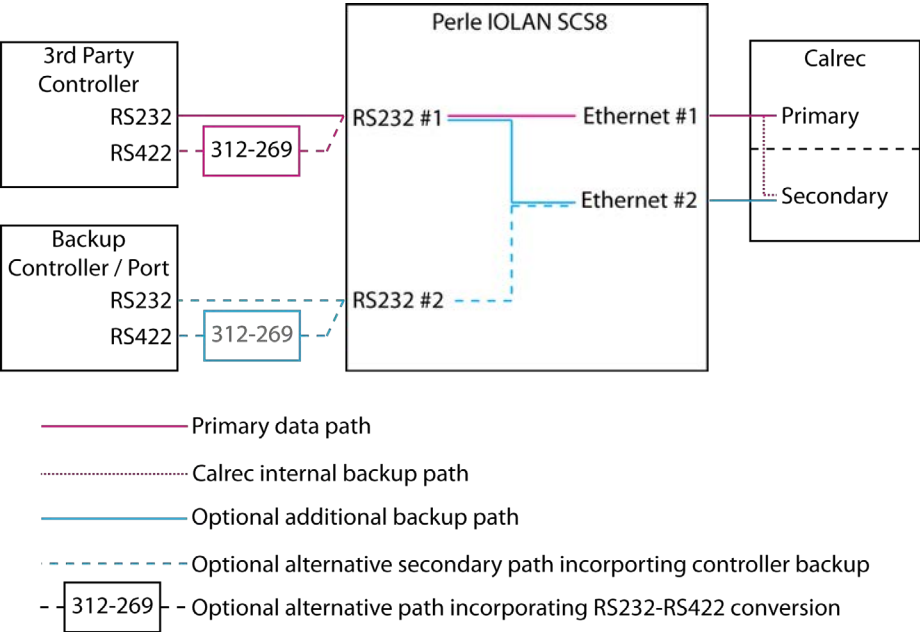 Perle IOLAN SCS8
3rd Party
Controller
RS232
RS422
312-269
RS232 #1
Ethernet #1
Ethernet #2
Calrec
Primary
Secondary
Backup
Controller / Port
RS232
RS422
312-269
RS232 #2
Primary data path
Calrec internal backup path
Optional additional backup path
Optional alternative secondary path incorporting controller backup
312-269
Optional alternative path incorporating RS232-RS422 conversion